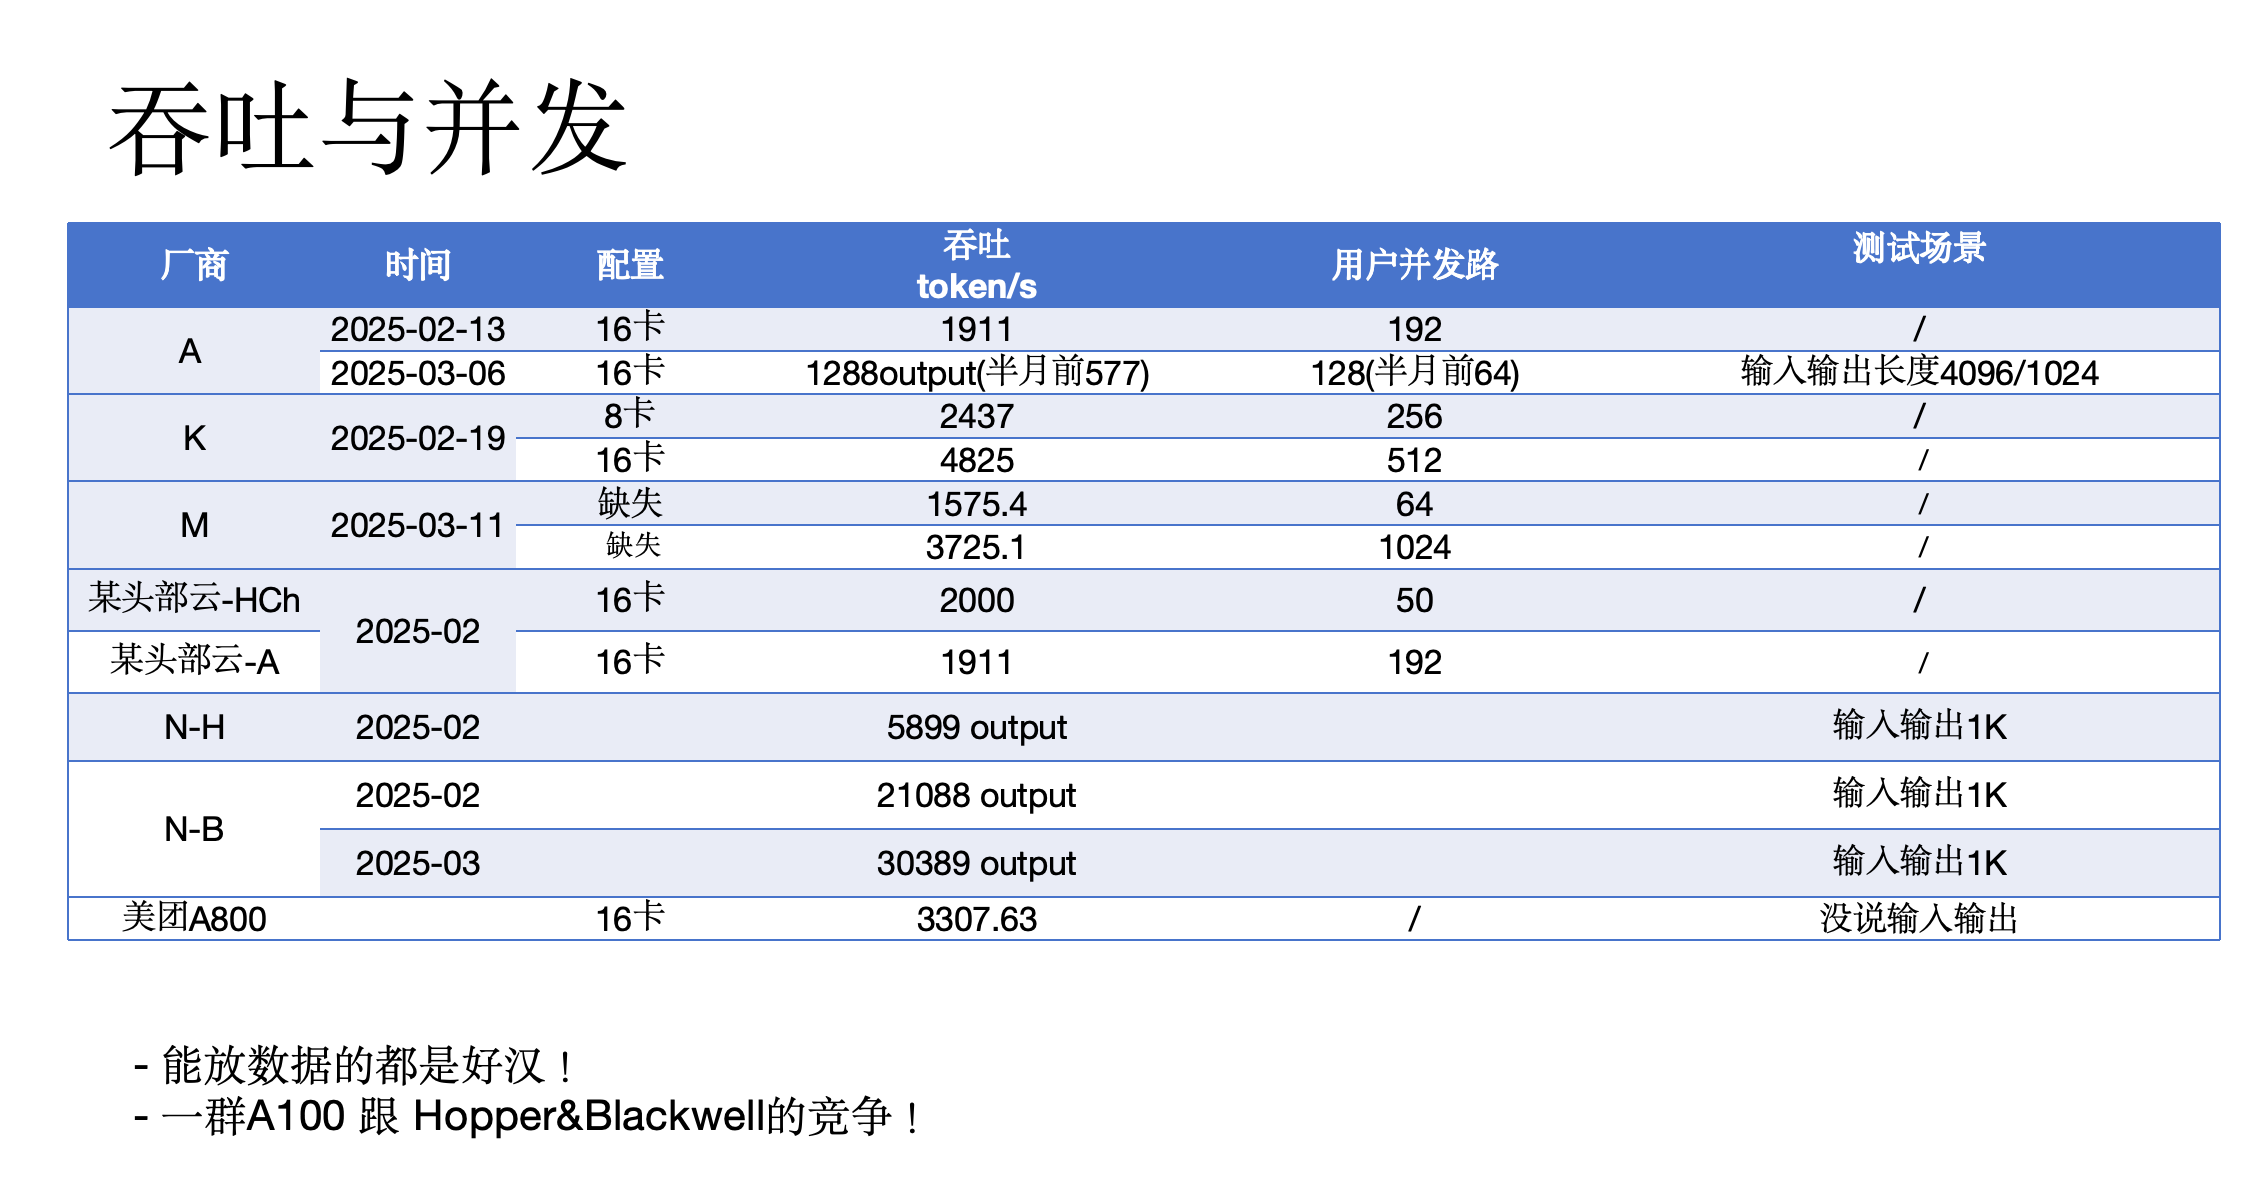 吞吐与并发
厂商 时间 配置 吞吐 token/s 用户并发路 测试场景
A 2025-02-13 16卡 1911 192 /
2025-03-06 16卡 1288output(半月前577) 128(半月前64) 输入输出长度4096/1024
K 2025-02-19 8卡 2437 256 /
16卡 4825 512 /
M 2025-03-11 缺失 1575.4 64 /
缺失 3725.1 1024 /
某头部云-HCh 2025-02 16卡 2000 50 /
某头部云-A 16卡 1911 192 /
N-H 2025-02 5899 output 输入输出1K
N-B 2025-02 21088 output 输入输出1K
2025-03 30389 output 输入输出1K
美团A800 16卡 3307.63 / 没说输入输出
- 能放数据的都是好汉！
- 一群A100 跟 Hopper&Blackwell的竞争！